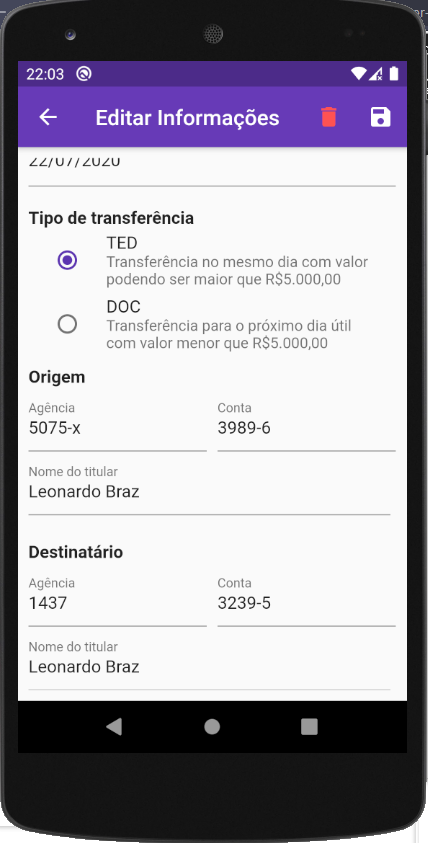 22:03
Editar Informações
22/07/2020
Tipo de transferência
TED
Transferência no mesmo dia com valor
podendo ser maior que R$5.000,00
DOC
Transferência para o próximo dia útil
com valor menor que R$5.000,00
Origem
Agência Conta
5075-x 3989-6
Nome do titular
Leonardo Braz
Destinatário
Agência Conta
1437 3239-5
Nome do titular
Leonardo Braz